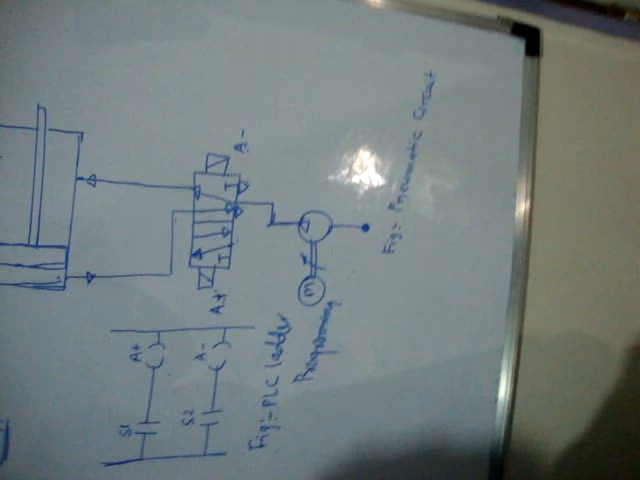 A-
A+
M
Fig:- Pneumatic Circuit
S1 A+
S2 A-
Fig:- PLC ladder
Programming